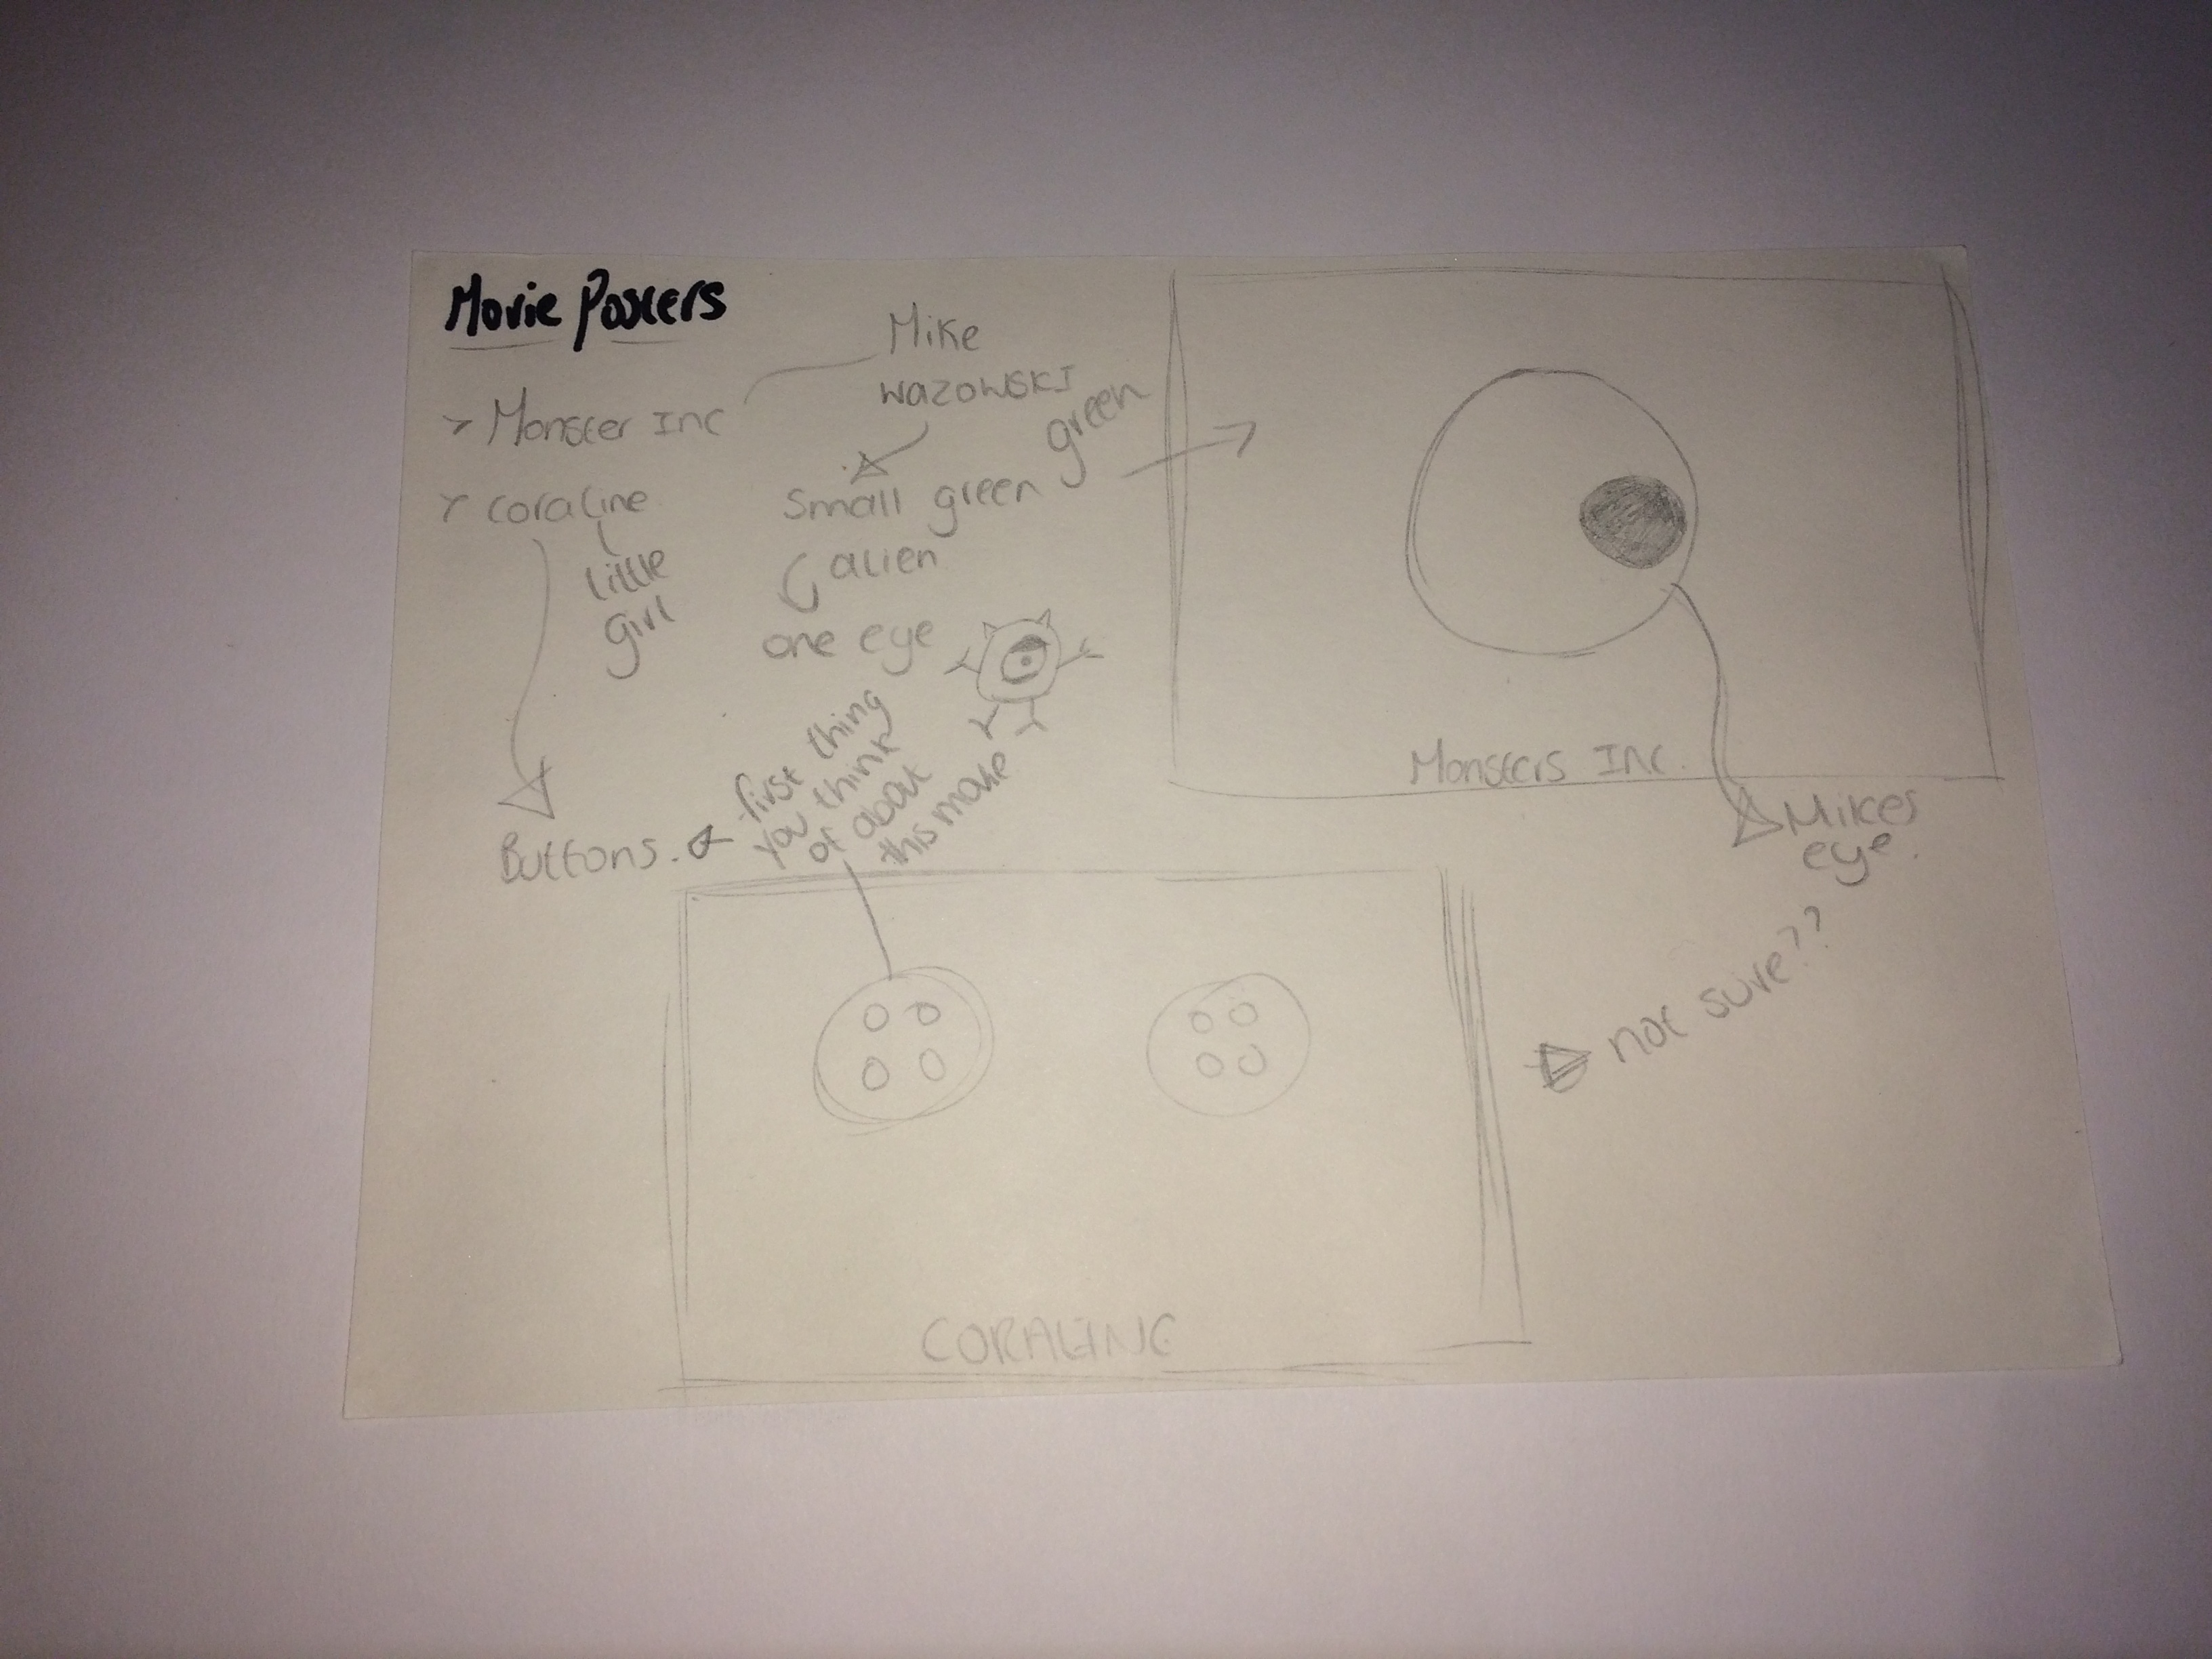 Movie Posters
> Monster Inc
> Coraline
little
girl
Buttons.
Mike
Wazowski
small green
green
alien
one eye
first thing
you think
of about
this movie
Monsters Inc.
Mikes
eye.
not sure??
CORALINE